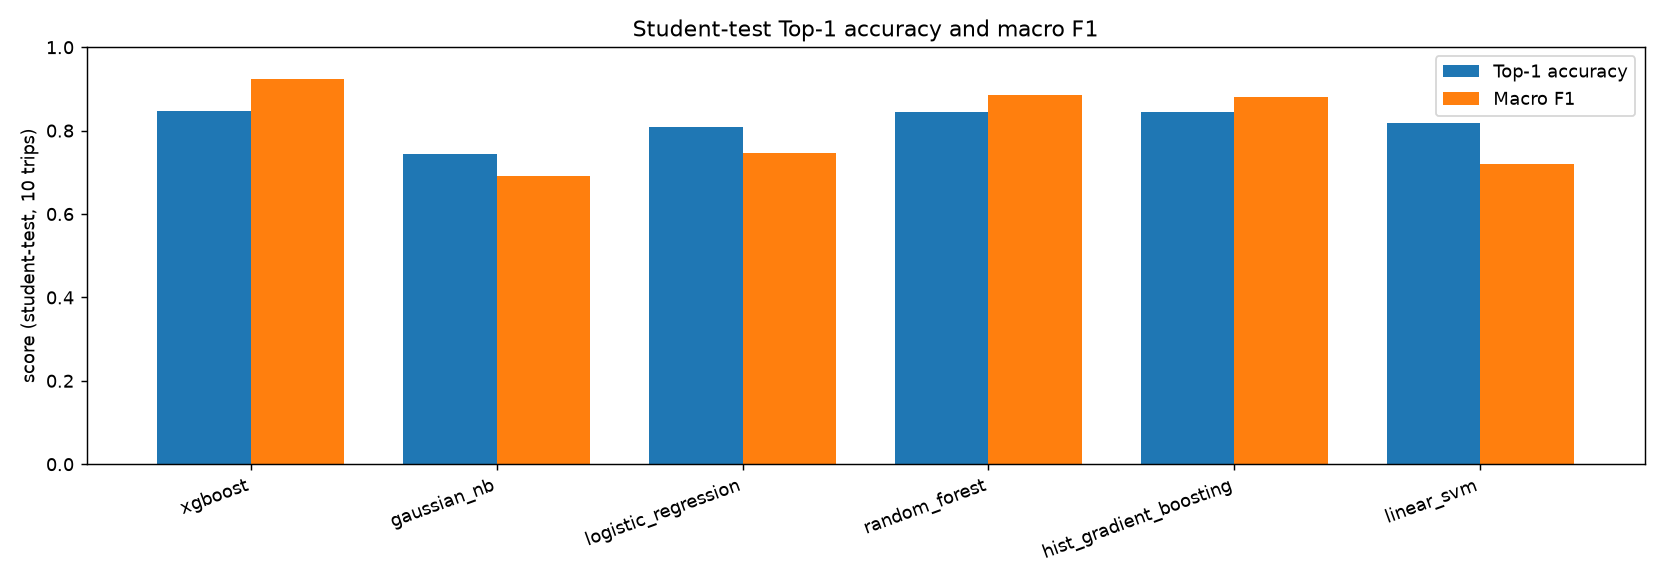 Student-test Top-1 accuracy and macro F1
1.0
0.8
0.6
0.4
0.2
0.0
score (student-test, 10 trips)
Top-1 accuracy
Macro F1
xgboost
gaussian_nb
logistic_regression
random_forest
hist_gradient_boosting
linear_svm